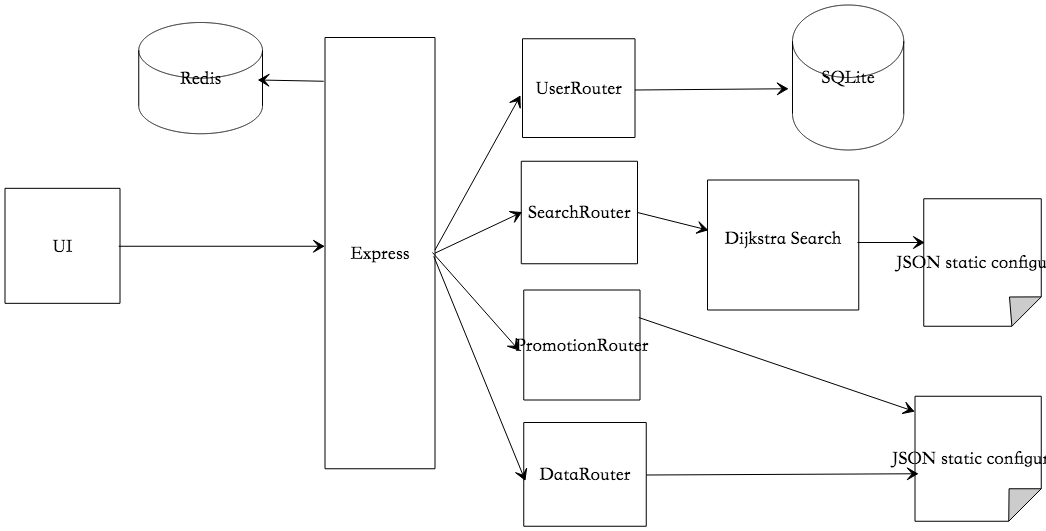 Redis
UserRouter
SQLite
SearchRouter
UI
Express
Dijkstra Search
JSON static configu
PromotionRouter
JSON static configu
DataRouter